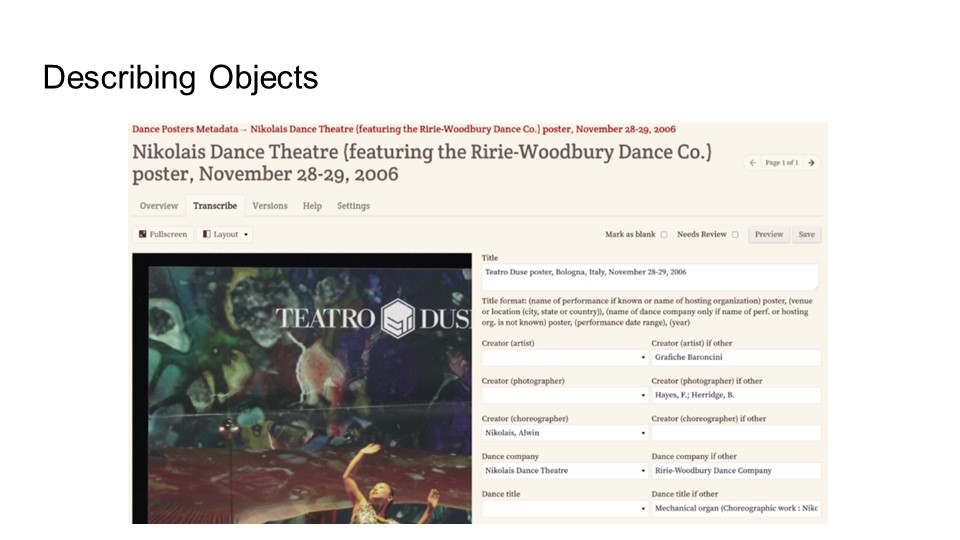 Describing Objects
Dance Posters Metadata → Nikolais Dance Theatre (featuring the Ririe-Woodbury Dance Co.) poster, November 28-29, 2006
Nikolais Dance Theatre (featuring the Ririe-Woodbury Dance Co.)
poster, November 28-29, 2006
← Page 1 of 1 →
Overview Transcribe Versions Help Settings
Fullscreen Layout Mark as blank Needs Review Preview Save
TEATRO DUS
Title
Teatro Duse poster, Bologna, Italy, November 28-29, 2006
Title format: (name of performance if known or name of hosting organization) poster, (venue
or location (city, state or country)), (name of dance company only if name of perf. or hosting
org. is not known) poster, (performance date range), (year)
Creator (artist) Creator (artist) if other
Grafiche Baroncini
Creator (photographer) Creator (photographer) if other
Hayes, F.; Herridge, B.
Creator (choreographer) Creator (choreographer) if other
Nikolais, Alwin
Dance company Dance company if other
Nikolais Dance Theatre Ririe-Woodbury Dance Company
Dance title Dance title if other
Mechanical organ (Choreographic work : Niko